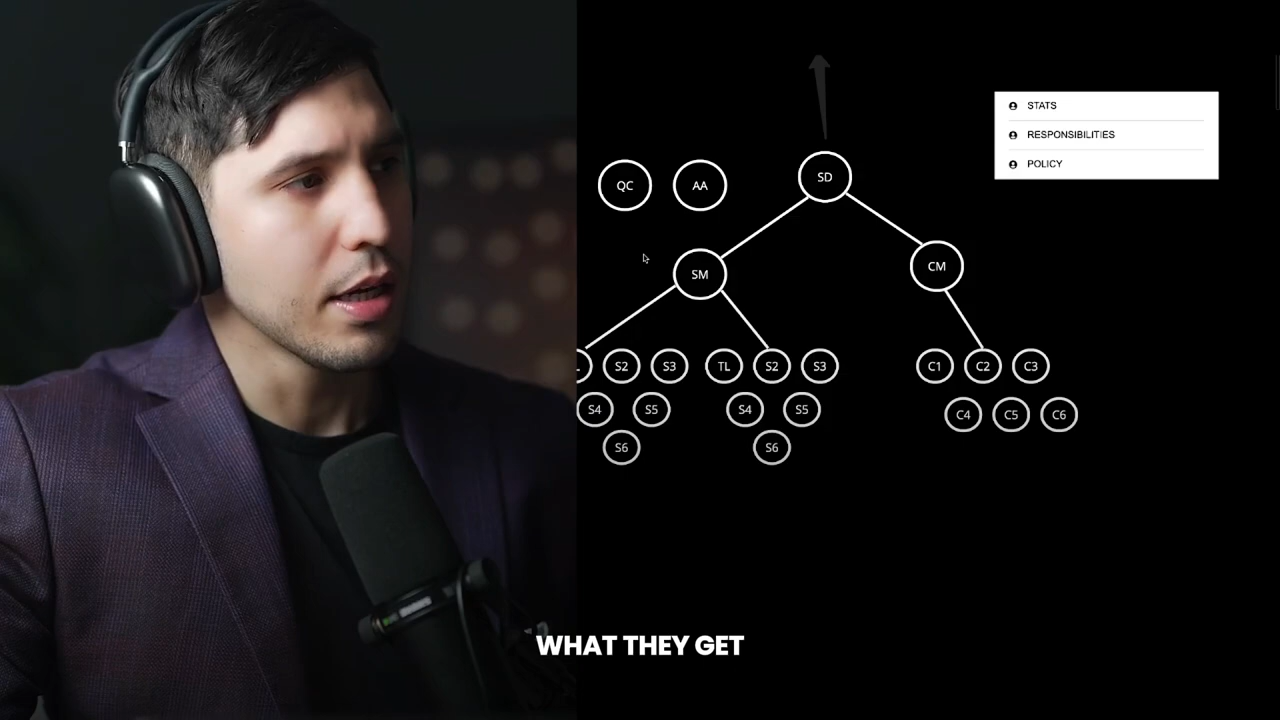 STATS
RESPONSIBILITIES
POLICY
QC AA SD
SM CM
L S2 S3 TL S2 S3 C1 C2 C3
S4 S5 S4 S5 C4 C5 C6
S6 S6
WHAT THEY GET